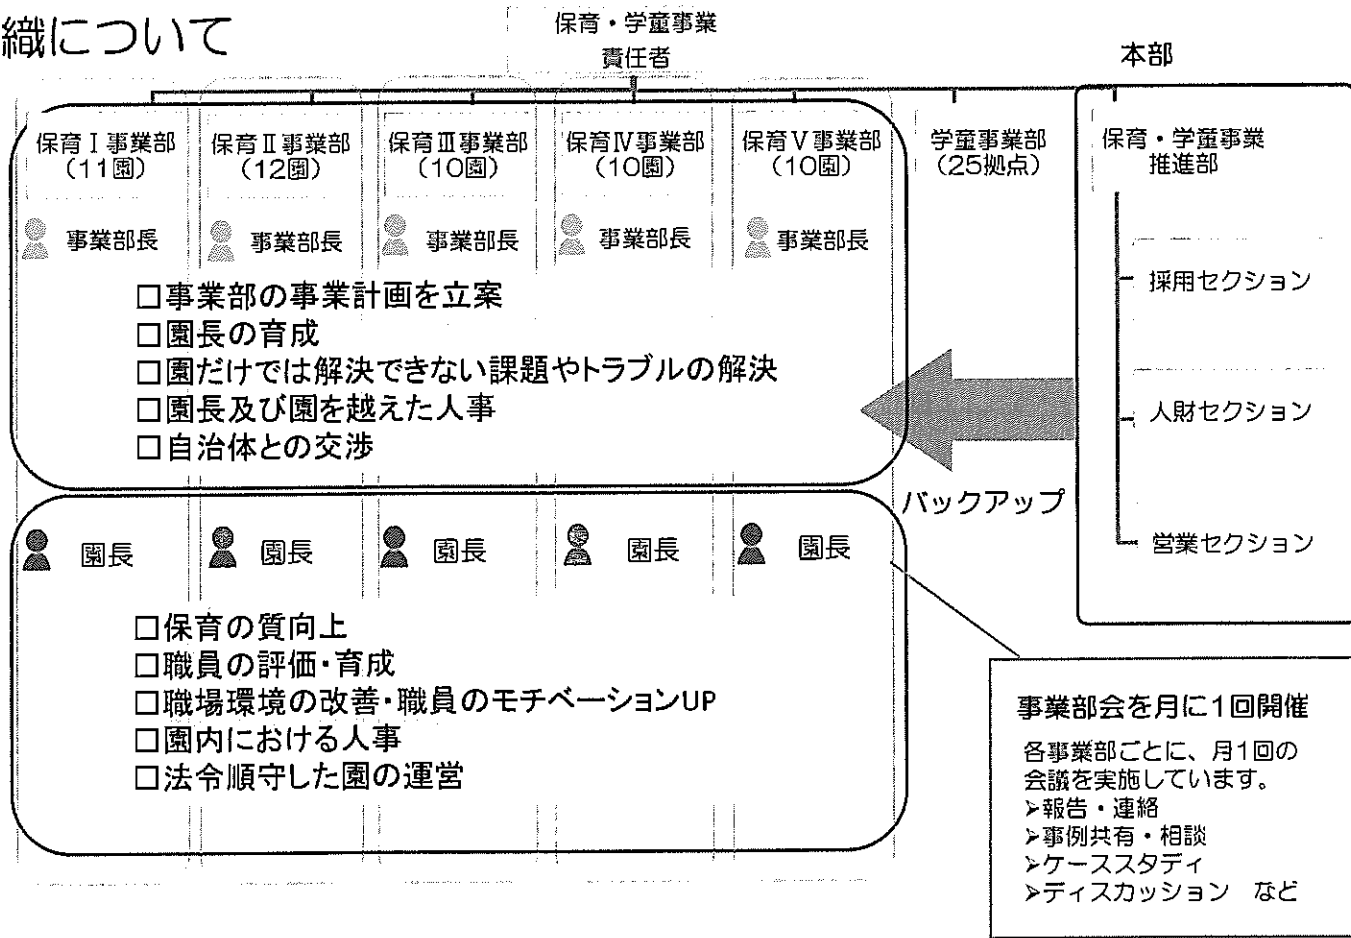 織について
保育・学童事業
責任者
本部
保育Ⅰ事業部
（11園）
保育Ⅱ事業部
（12園）
保育Ⅲ事業部
（10園）
保育Ⅳ事業部
（10園）
保育Ⅴ事業部
（10園）
学童事業部
（25拠点）
保育・学童事業
推進部
事業部長
事業部長
事業部長
事業部長
事業部長
□事業部の事業計画を立案
□園長の育成
□園だけでは解決できない課題やトラブルの解決
□園長及び園を越えた人事
□自治体との交渉
採用セクション
人財セクション
営業セクション
バックアップ
園長
園長
園長
園長
園長
□保育の質向上
□職員の評価・育成
□職場環境の改善・職員のモチベーションUP
□園内における人事
□法令順守した園の運営
事業部会を月に1回開催
各事業部ごとに、月1回の
会議を実施しています。
➢報告・連絡
➢事例共有・相談
➢ケーススタディ
➢ディスカッション　など